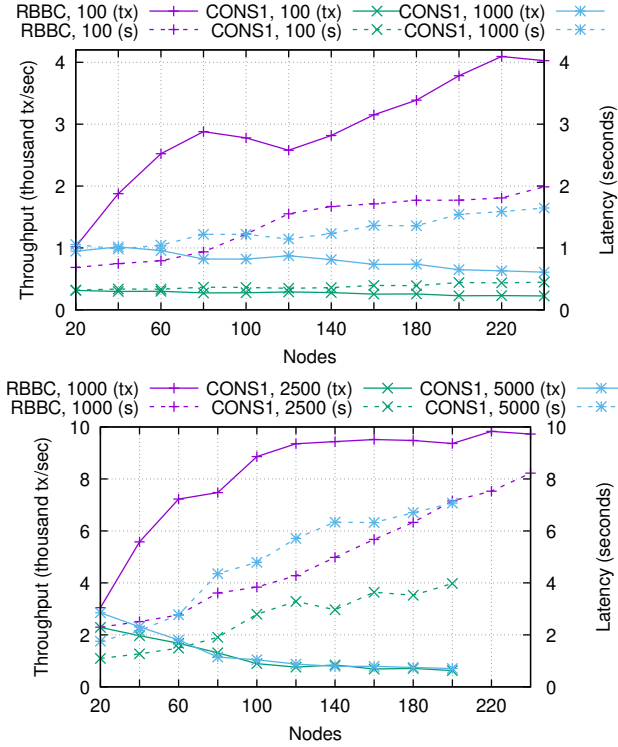 RBBC, 100 (tx) CONS1, 100 (tx) CONS1, 1000 (tx)
RBBC, 100 (s) CONS1, 100 (s) CONS1, 1000 (s)
4 4
3 3
2 2
1 1
0 0
20 60 100 140 180 220
Throughput (thousand tx/sec)
Latency (seconds)
Nodes
RBBC, 1000 (tx) CONS1, 2500 (tx) CONS1, 5000 (tx)
RBBC, 1000 (s) CONS1, 2500 (s) CONS1, 5000 (s)
10 10
8 8
6 6
4 4
2 2
0 0
20 60 100 140 180 220
Throughput (thousand tx/sec)
Latency (seconds)
Nodes